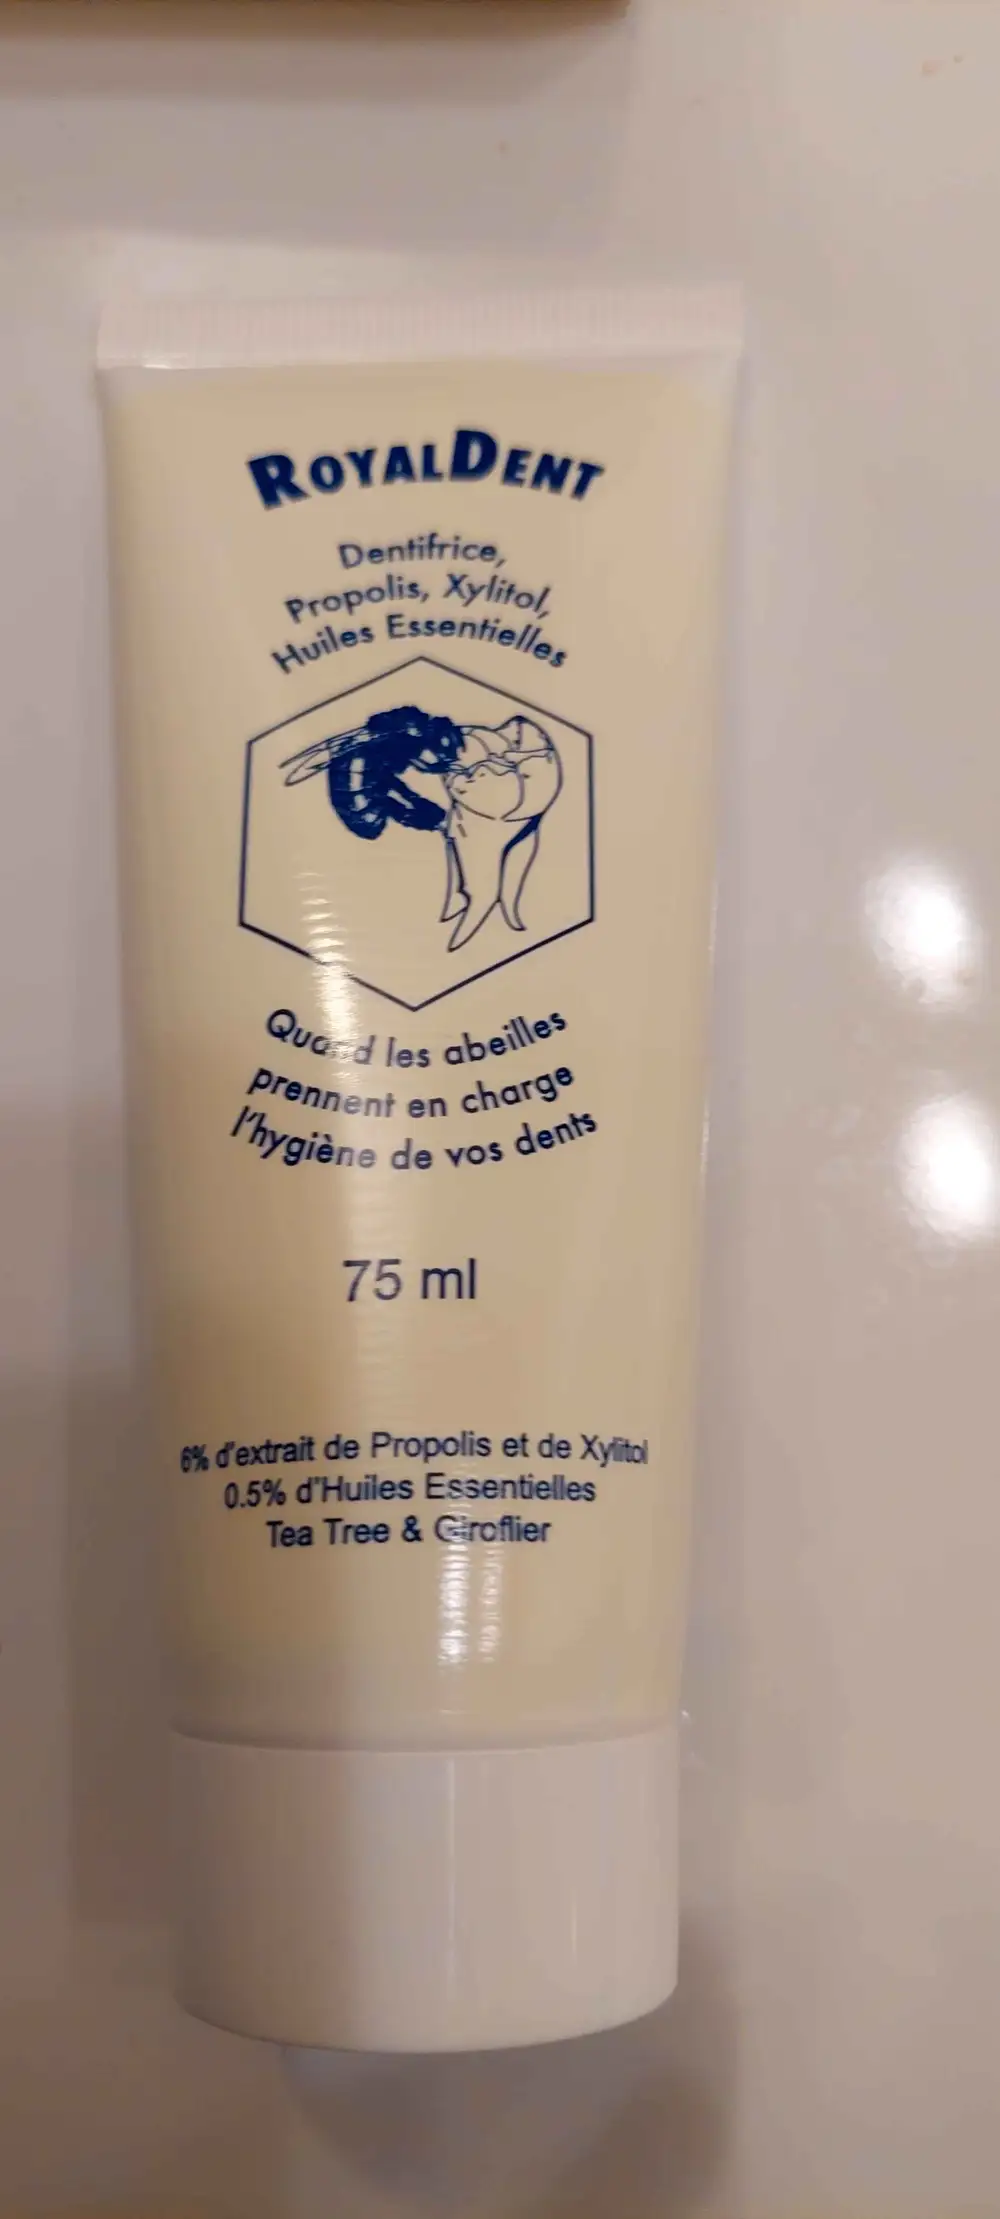 ROYALDENT
Dentifrice,
Propolis, Xylitol,
Huiles Essentielles
Quand les abeilles
prennent en charge
l'hygiène de vos dents
75 ml
6% d'extrait de Propolis et de Xylitol
0.5% d'Huiles Essentielles
Tea Tree & Giroflier